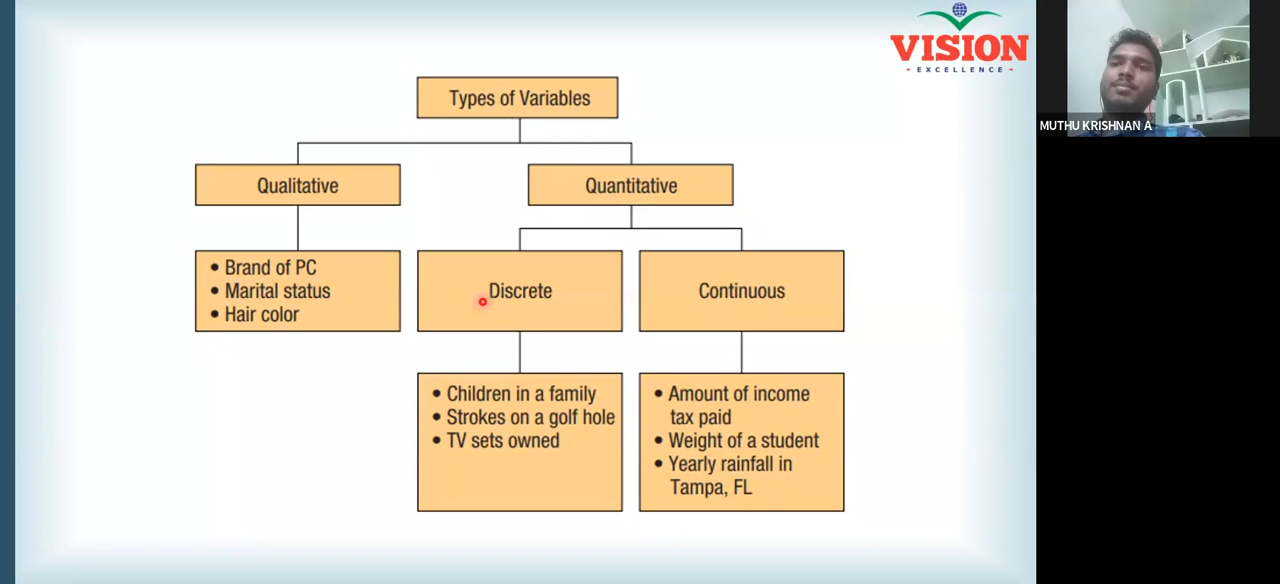 VISION
EXCELLENCE
MUTHU KRISHNAN A
Types of Variables
Qualitative
Quantitative
• Brand of PC
• Marital status
• Hair color
Discrete
Continuous
• Children in a family
• Strokes on a golf hole
• TV sets owned
• Amount of income
tax paid
• Weight of a student
• Yearly rainfall in
Tampa, FL